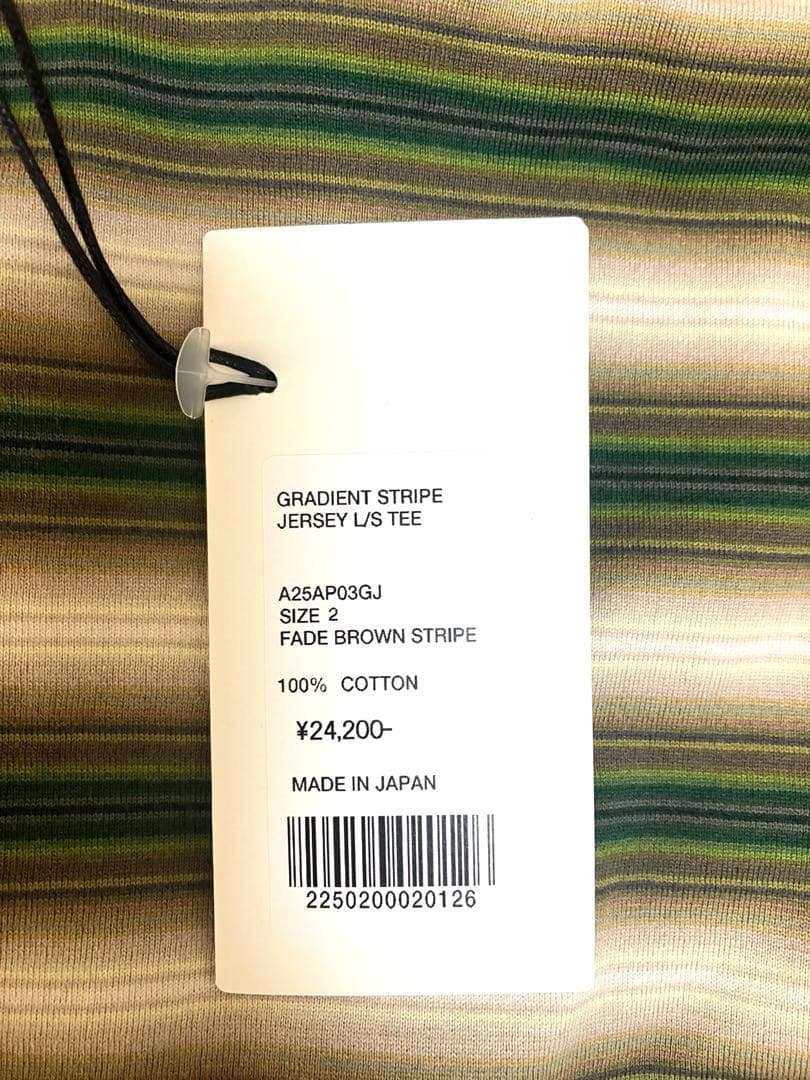 GRADIENT STRIPE
JERSEY L/S TEE
A25AP03GJ
SIZE 2
FADE BROWN STRIPE
100% COTTON
¥24,200-
MADE IN JAPAN
2250200020126